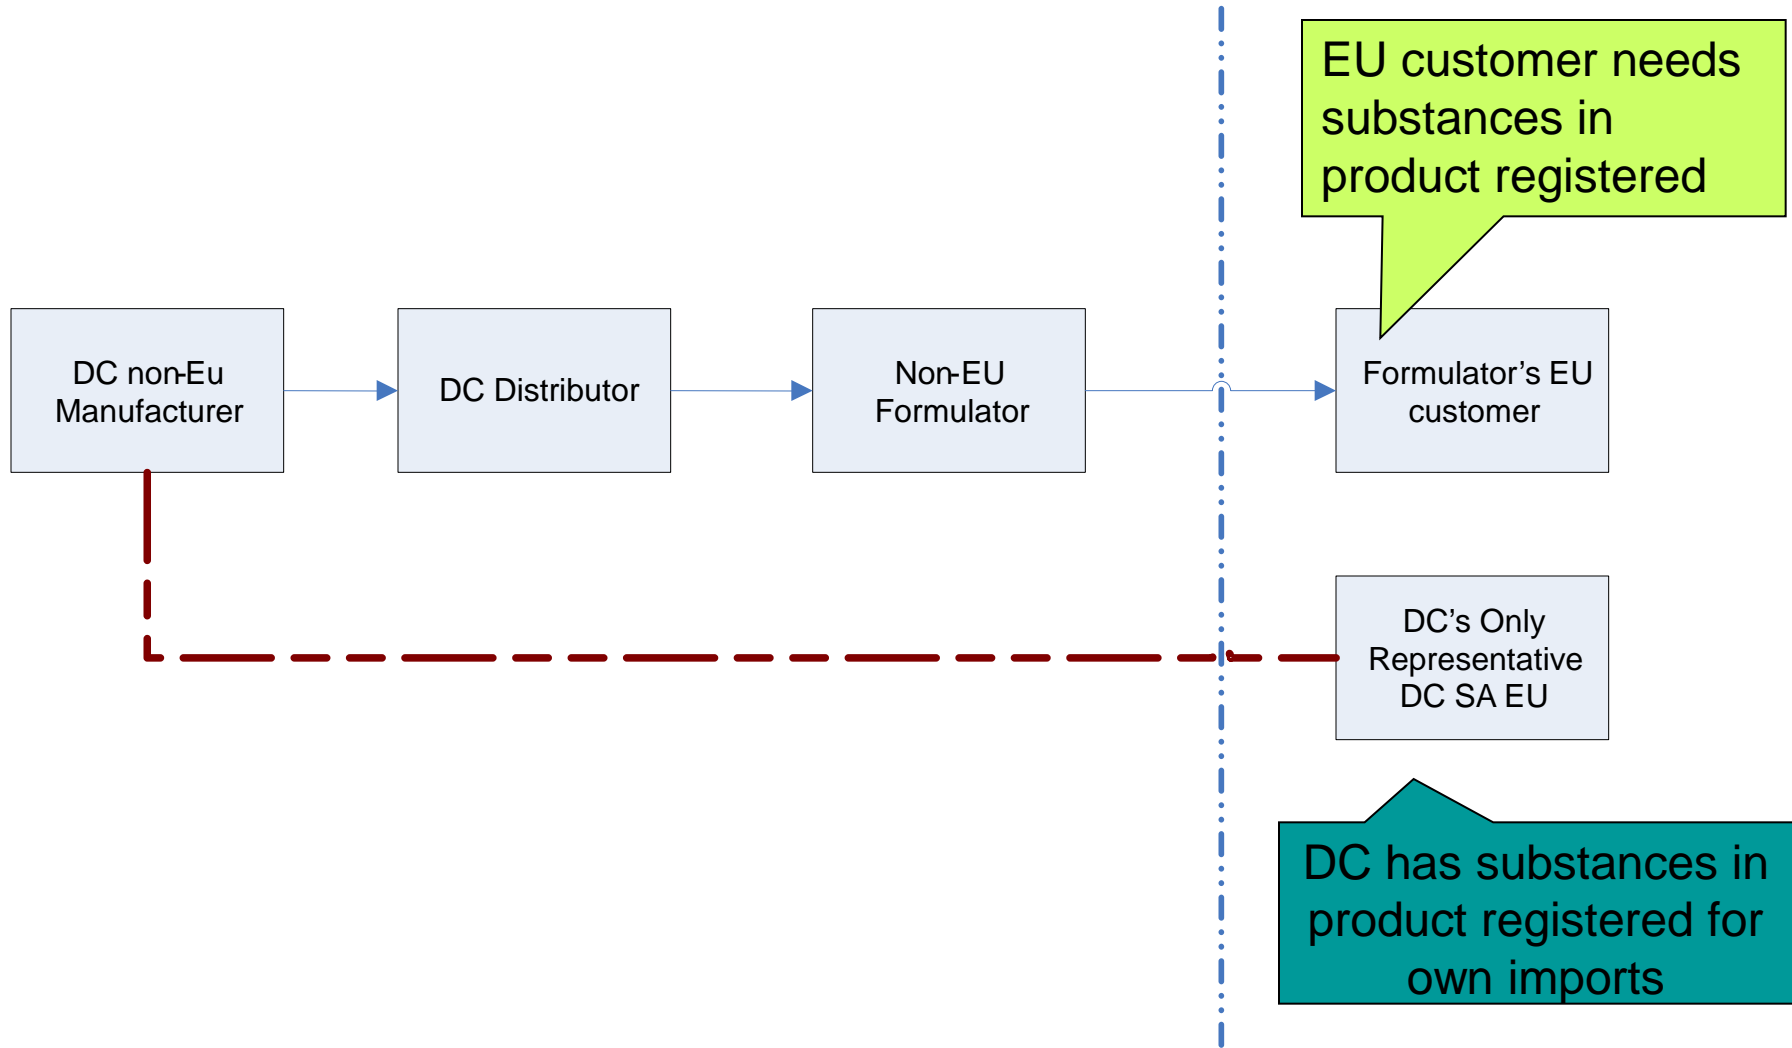 EU customer needs
substances in
product registered
DC non-Eu
Manufacturer
DC Distributor
Non-EU
Formulator
Formulator’s EU
customer
DC’s Only
Representative
DC SA EU
DC has substances in
product registered for
own imports